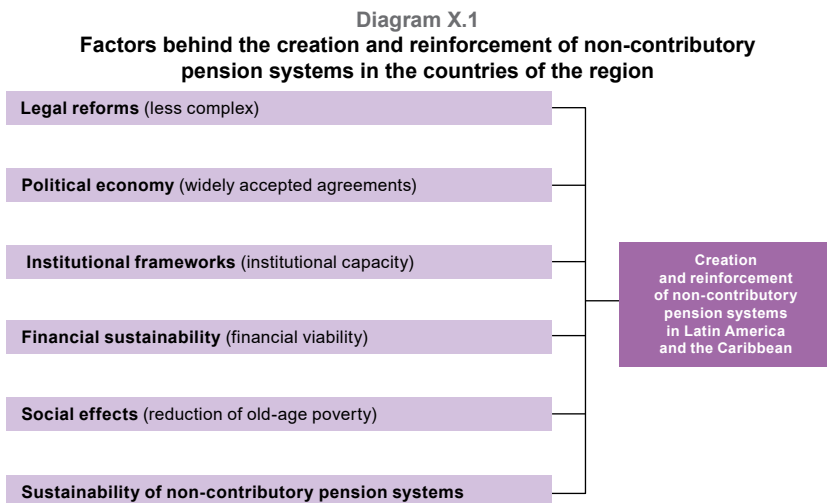 Diagram X.1
Factors behind the creation and reinforcement of non-contributory
pension systems in the countries of the region
Legal reforms (less complex)
Political economy (widely accepted agreements)
Institutional frameworks (institutional capacity)
Financial sustainability (financial viability)
Social effects (reduction of old-age poverty)
Sustainability of non-contributory pension systems
Creation
and reinforcement
of non-contributory
pension systems
in Latin America
and the Caribbean